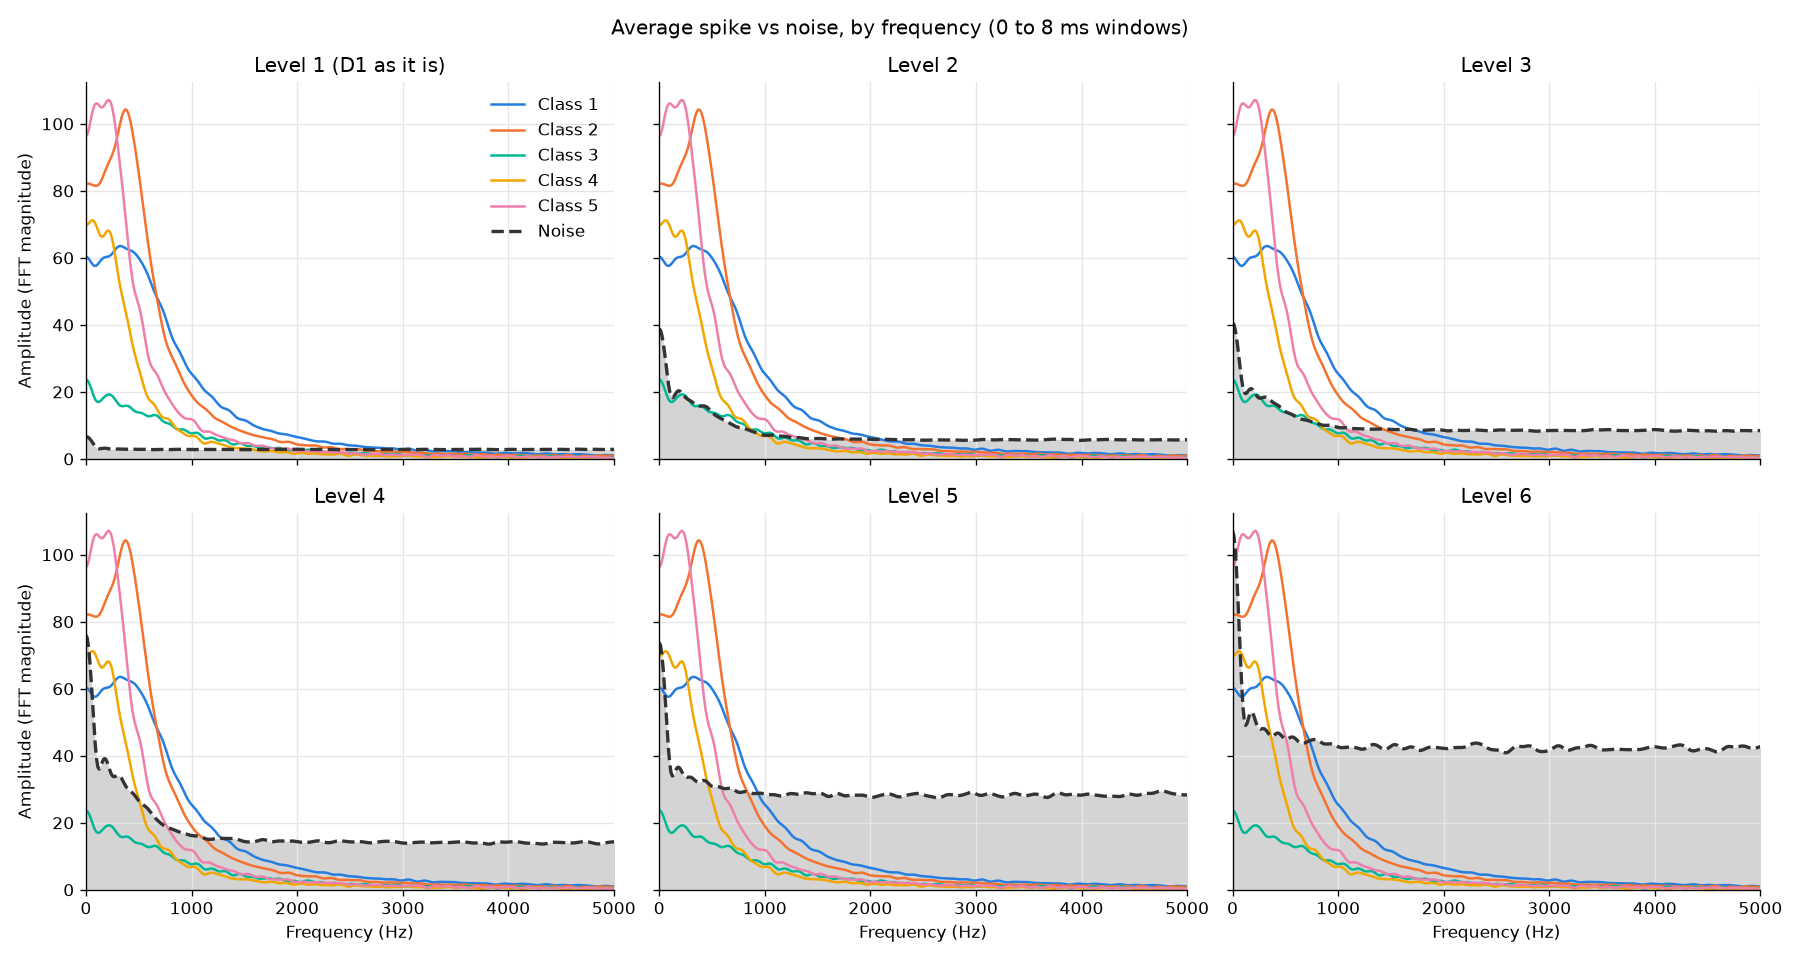 Average spike vs noise, by frequency (0 to 8 ms windows)
Level 1 (D1 as it is)
Level 2
Level 3
Amplitude (FFT magnitude)
100
80
60
40
20
0
Class 1
Class 2
Class 3
Class 4
Class 5
Noise
Level 4
Level 5
Level 6
Amplitude (FFT magnitude)
100
80
60
40
20
0
0 1000 2000 3000 4000 5000
0 1000 2000 3000 4000 5000
0 1000 2000 3000 4000 5000
Frequency (Hz)
Frequency (Hz)
Frequency (Hz)